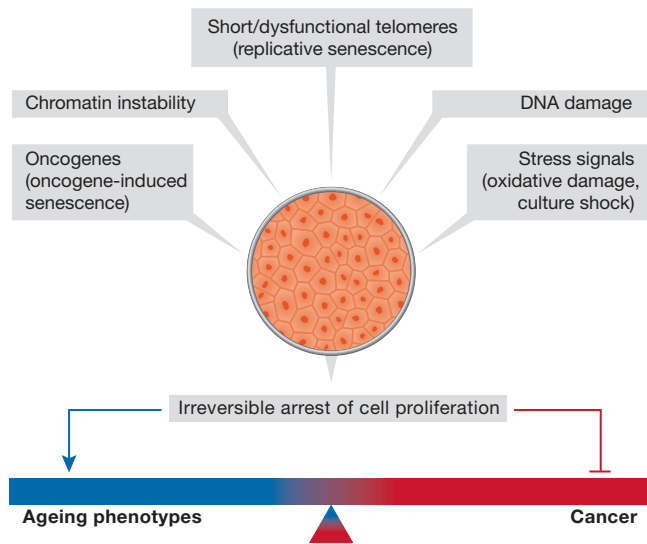 Short/dysfunctional telomeres
(replicative senescence)
Chromatin instability
DNA damage
Oncogenes
(oncogene-induced
senescence)
Stress signals
(oxidative damage,
culture shock)
Irreversible arrest of cell proliferation
Ageing phenotypes
Cancer